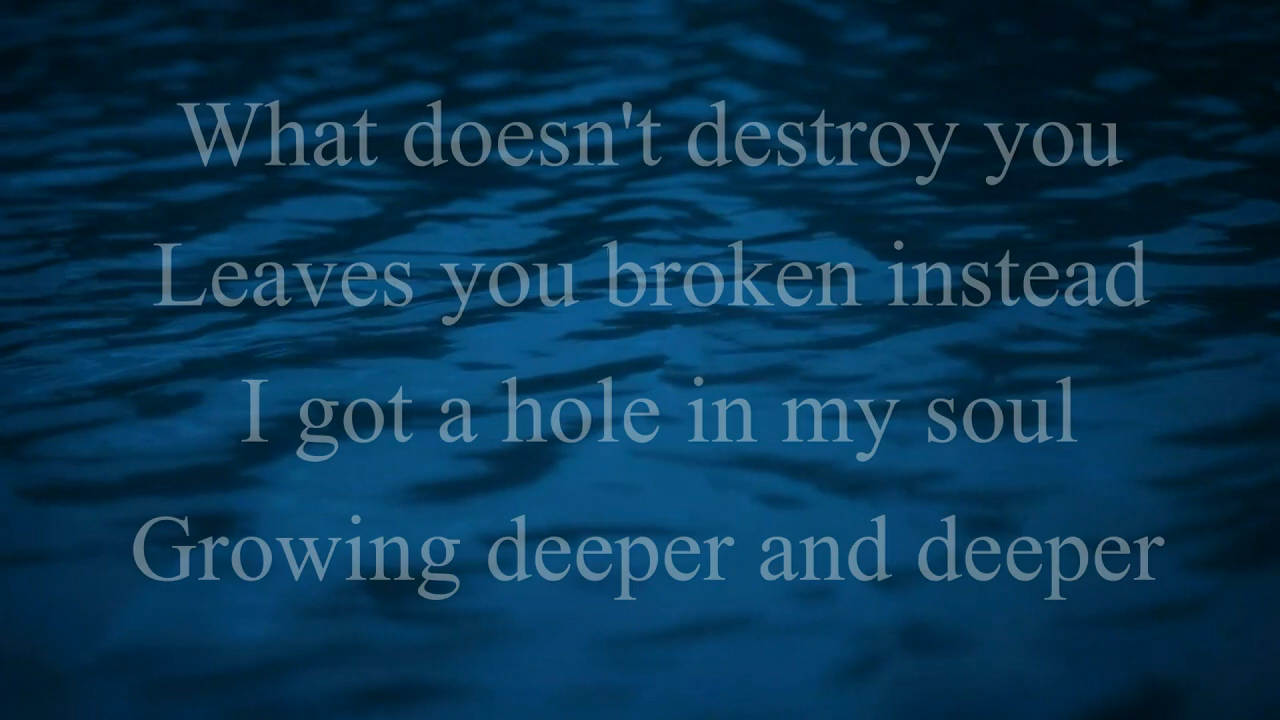 What doesn't destroy you
Leaves you broken instead
I got a hole in my soul
Growing deeper and deeper